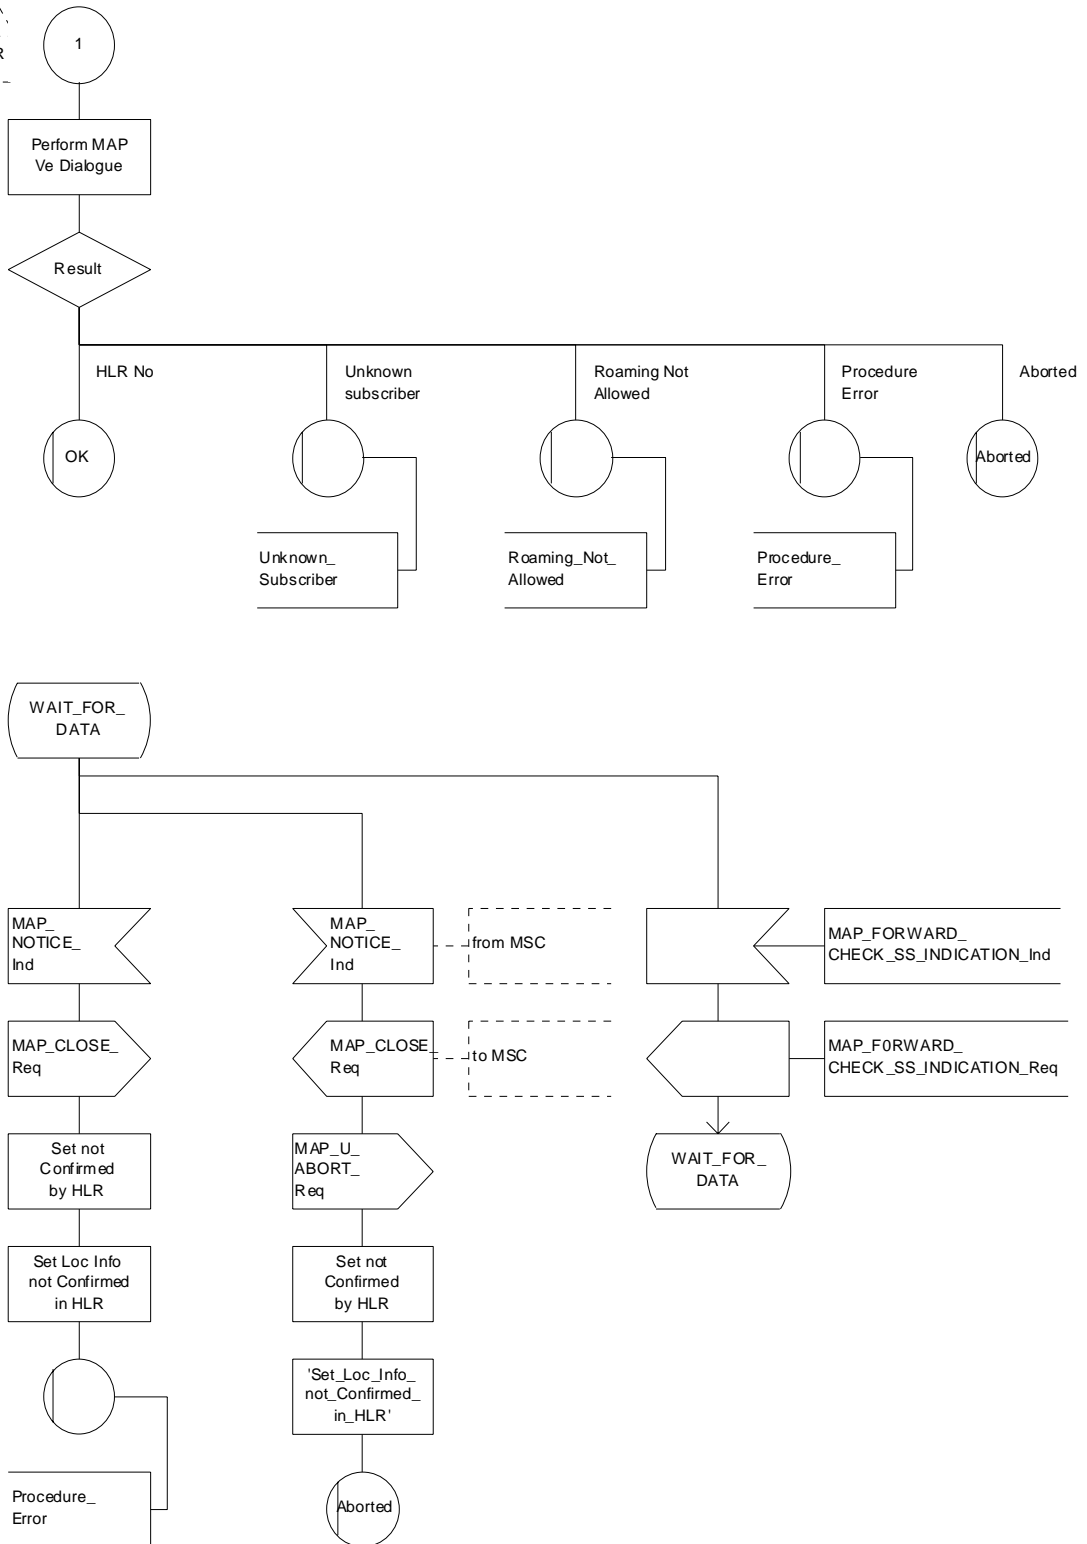 R
1
Perform MAP
Ve Dialogue
Result
HLR No
Unknown
subscriber
Roaming Not
Allowed
Procedure
Error
Aborted
OK
Aborted
Unknown_
Subscriber
Roaming_Not_
Allowed
Procedure_
Error
WAIT_FOR_
DATA
MAP_
NOTICE_
Ind
MAP_
NOTICE_
Ind
from MSC
MAP_FORWARD_
CHECK_SS_INDICATION_Ind
MAP_CLOSE_
Req
MAP_CLOSE_
Req
to MSC
MAP_F0RWARD_
CHECK_SS_INDICATION_Req
Set not
Confirmed
by HLR
MAP_U_
ABORT_
Req
WAIT_FOR_
DATA
Set Loc Info
not Confirmed
in HLR
Set not
Confirmed
by HLR
'Set_Loc_Info_
not_Confirmed_
in_HLR'
Procedure_
Error
Aborted